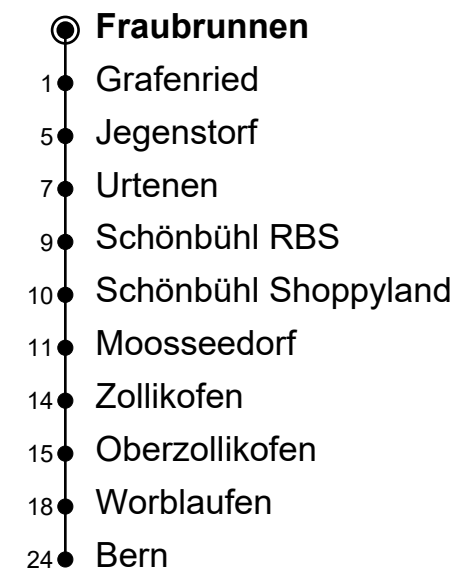 Fraubrunnen
1 Grafenried
5 Jegenstorf
7 Urtenen
9 Schönbühl RBS
10 Schönbühl Shoppyland
11 Moosseedorf
14 Zollikofen
15 Oberzollikofen
18 Worblaufen
24 Bern